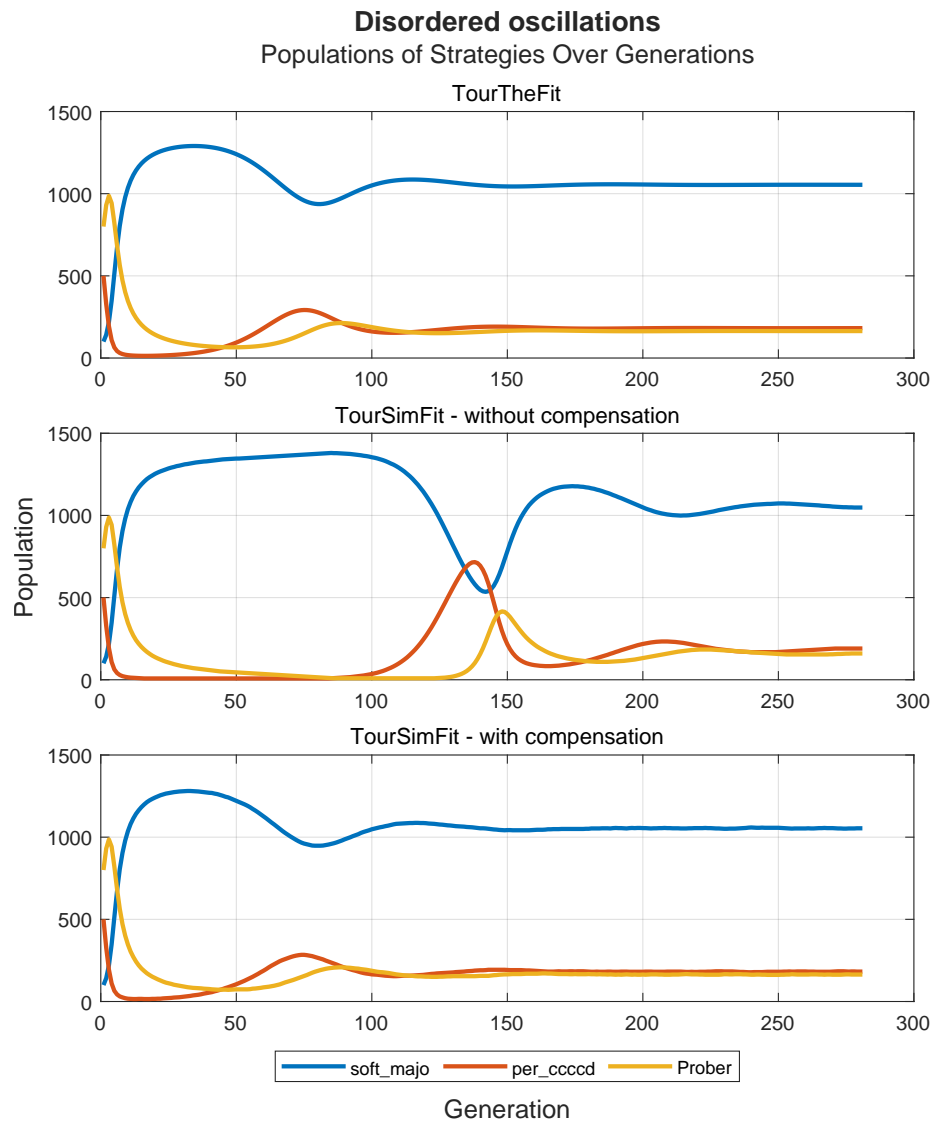 Disordered oscillations
Populations of Strategies Over Generations
TourTheFit
1500
1000
500
0
0 50 100 150 200 250 300
TourSimFit - without compensation
1500
1000
500
0
0 50 100 150 200 250 300
Population
TourSimFit - with compensation
1500
1000
500
0
0 50 100 150 200 250 300
soft_majo per_ccccd Prober
Generation